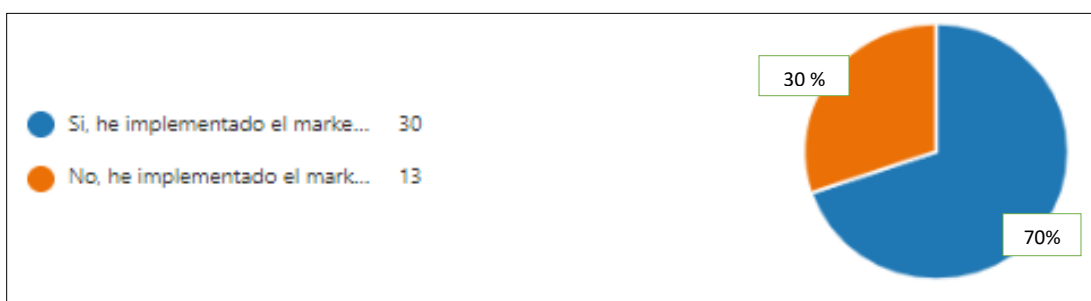 Si, he implementado el marke... 30
No, he implementado el mark... 13
30 %
70%